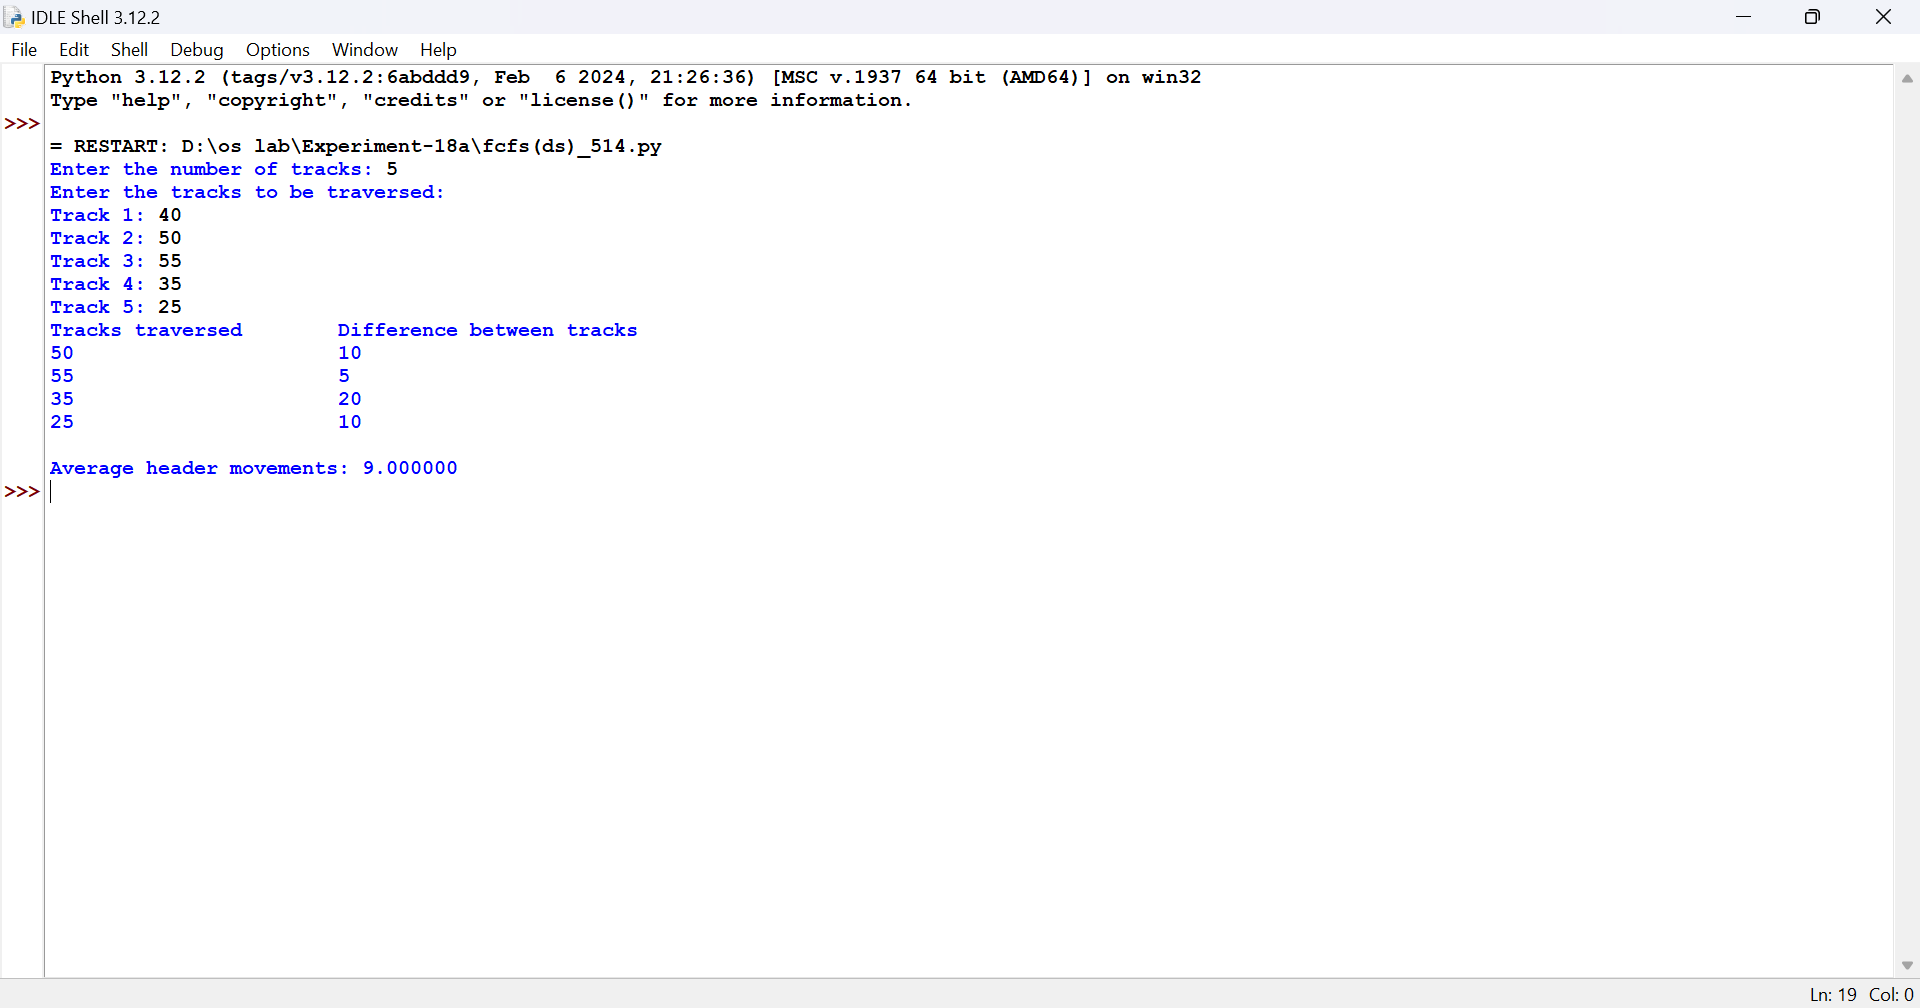 IDLE Shell 3.12.2
File Edit Shell Debug Options Window Help
Python 3.12.2 (tags/v3.12.2:6abddd9, Feb  6 2024, 21:26:36) [MSC v.1937 64 bit (AMD64)] on win32
Type "help", "copyright", "credits" or "license()" for more information.
>>>
= RESTART: D:\os lab\Experiment-18a\fcfs(ds)_514.py
Enter the number of tracks: 5
Enter the tracks to be traversed:
Track 1: 40
Track 2: 50
Track 3: 55
Track 4: 35
Track 5: 25
Tracks traversed        Difference between tracks
50                      10
55                      5
35                      20
25                      10
Average header movements: 9.000000
>>>
Ln: 19 Col: 0